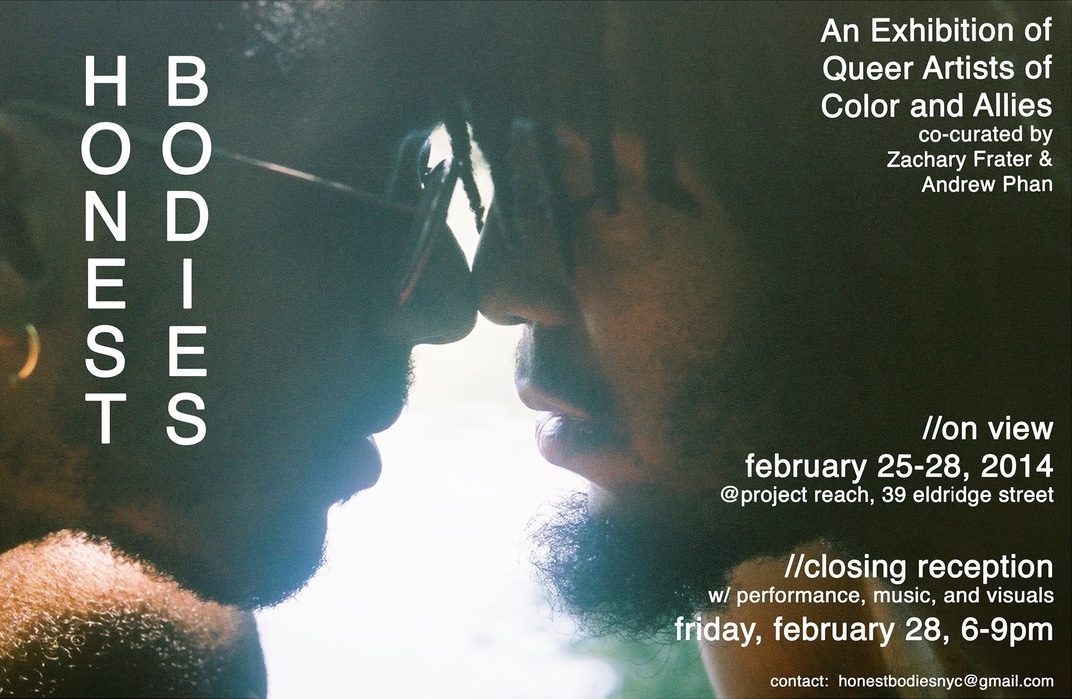 HONEST
BODIES
An Exhibition of
Queer Artists of
Color and Allies
co-curated by
Zachary Frater &
Andrew Phan
//on view
february 25-28, 2014
@project reach, 39 eldridge street
//closing reception
w/ performance, music, and visuals
friday, february 28, 6-9pm
contact: honestbodiesnyc@gmail.com